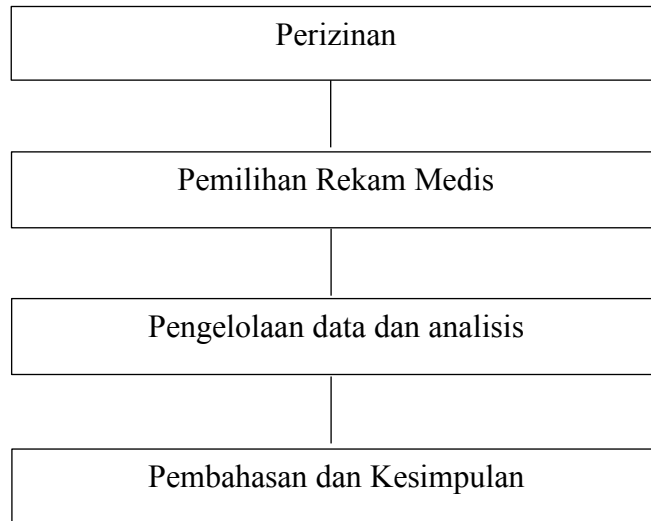 Perizinan
Pemilihan Rekam Medis
Pengelolaan data dan analisis
Pembahasan dan Kesimpulan